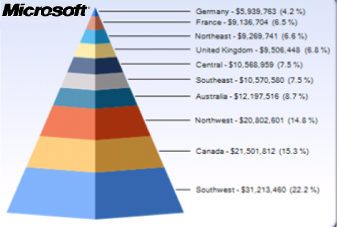 Microsoft®
Germany - $5,939,763 (4.2 %)
France - $9,136,704 (6.5 %)
Northeast - $9,269,741 (6.6 %)
United Kingdom - $9,506,448 (6.8 %)
Central - $10,568,959 (7.5 %)
Southeast - $10,570,580 (7.5 %)
Australia - $12,197,516 (8.7 %)
Northwest - $20,802,601 (14.8 %)
Canada - $21,501,812 (15.3 %)
Southwest - $31,213,460 (22.2 %)